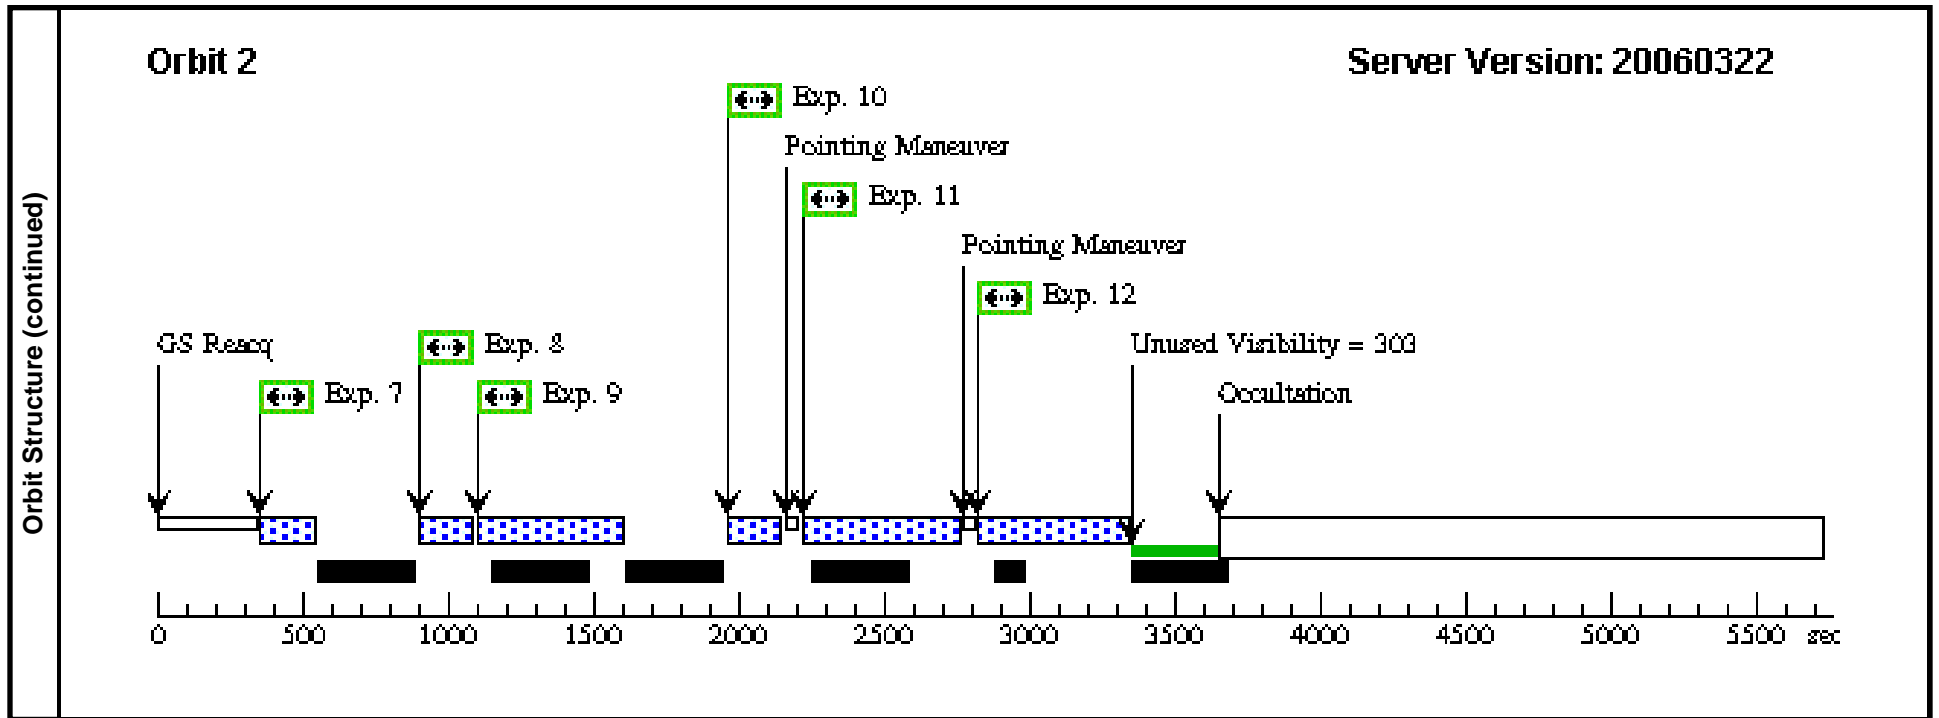 Orbit Structure (continued)
Orbit 2
Server Version: 20060322
Exp. 10
Pointing Maneuver
Exp. 11
Pointing Maneuver
Exp. 12
GS Reacq
Exp. 8
Unused Visibility = 303
Exp. 7
Exp. 9
Occultation
0 500 1000 1500 2000 2500 3000 3500 4000 4500 5000 5500 sec